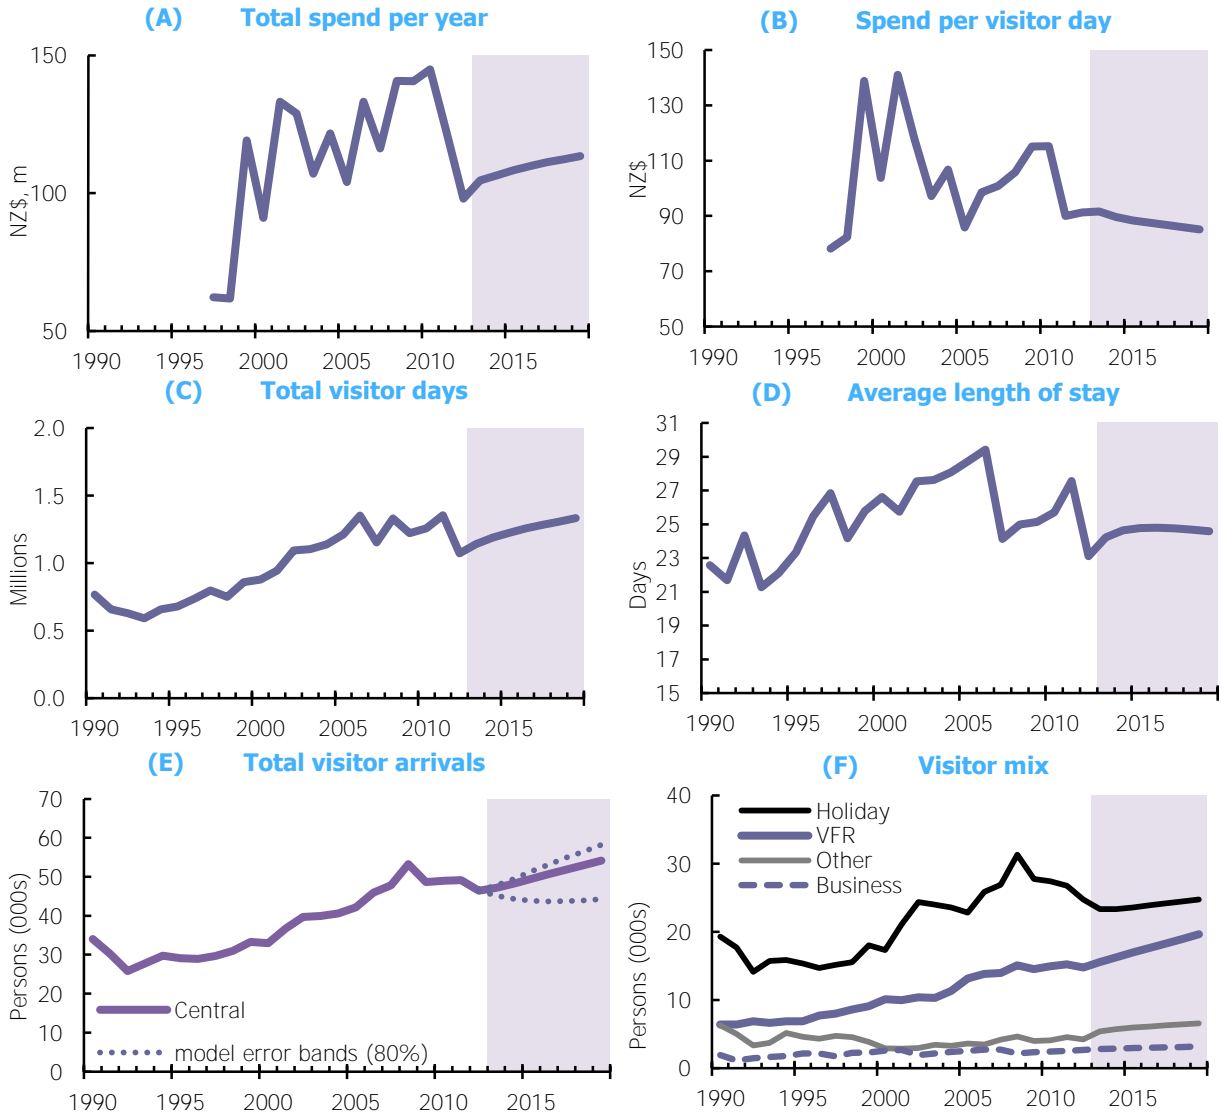 (A) Total spend per year
150
100
50
NZ$, m
1990 1995 2000 2005 2010 2015
(B) Spend per visitor day
150
130
110
90
70
50
NZ$
1990 1995 2000 2005 2010 2015
(C) Total visitor days
2.0
1.5
1.0
0.5
0.0
Millions
1990 1995 2000 2005 2010 2015
(D) Average length of stay
31
29
27
25
23
21
19
17
15
Days
1990 1995 2000 2005 2010 2015
(E) Total visitor arrivals
70
60
50
40
30
20
10
0
Persons (000s)
Central
model error bands (80%)
1990 1995 2000 2005 2010 2015
(F) Visitor mix
40
30
20
10
0
Persons (000s)
Holiday
VFR
Other
Business
1990 1995 2000 2005 2010 2015